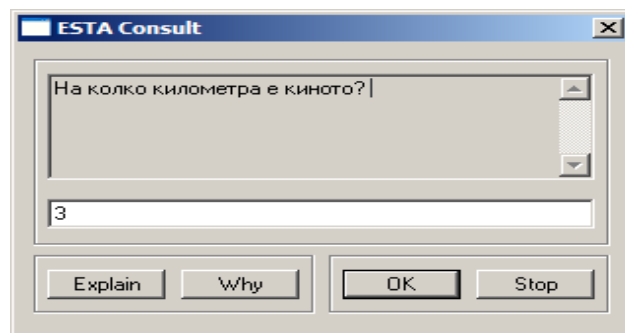 ESTA Consult
На колко километра е киното?
3
Explain
Why
OK
Stop